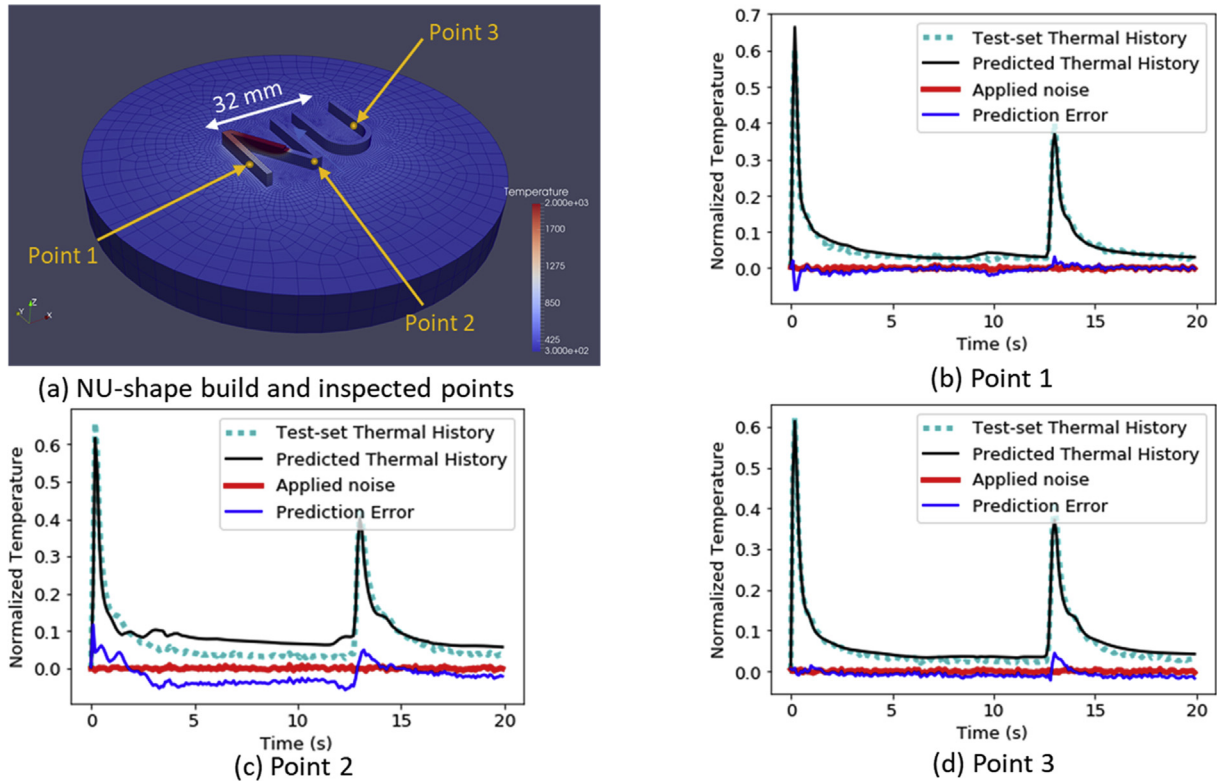 Point 3
32 mm
Temperature
2.000e+03
1700
1275
850
425
3.000e+02
Point 1
Point 2
Z
Y
X
(a) NU-shape build and inspected points
Normalized Temperature
0.7
0.6
0.5
0.4
0.3
0.2
0.1
0.0
Test-set Thermal History
Predicted Thermal History
Applied noise
Prediction Error
0
5
10
15
20
Time (s)
(b) Point 1
Normalized Temperature
0.6
0.5
0.4
0.3
0.2
0.1
0.0
Test-set Thermal History
Predicted Thermal History
Applied noise
Prediction Error
0
5
10
15
20
Time (s)
(c) Point 2
Normalized Temperature
0.6
0.5
0.4
0.3
0.2
0.1
0.0
Test-set Thermal History
Predicted Thermal History
Applied noise
Prediction Error
0
5
10
15
20
Time (s)
(d) Point 3